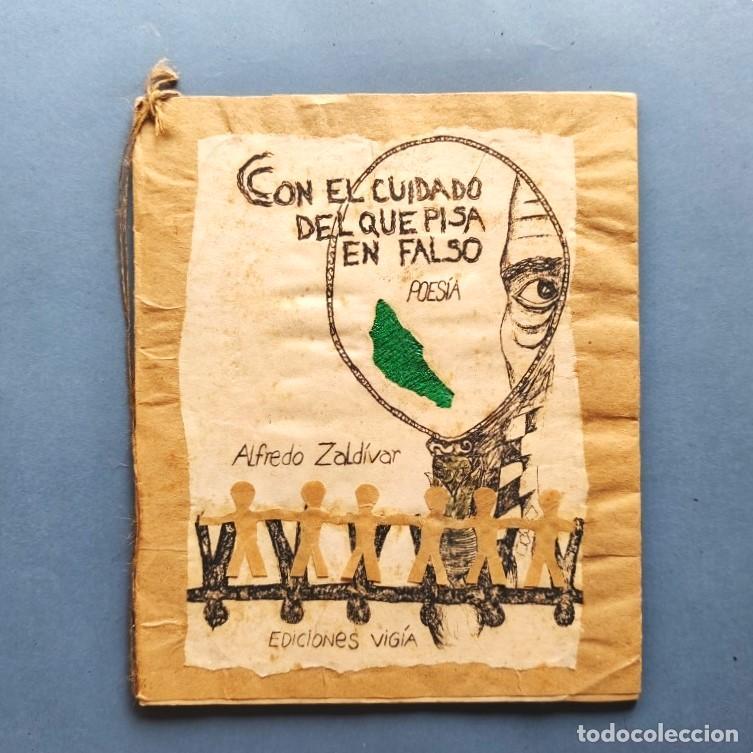 CON EL CUIDADO
DEL QUE PISA
EN FALSO
POESÍA
Alfredo Zaldívar
EDICIONES VIGÍA
todocoleccion